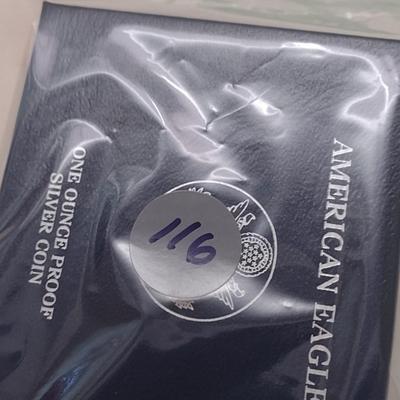 AMERICAN EAGLE
116
ONE OUNCE PROOF
SILVER COIN